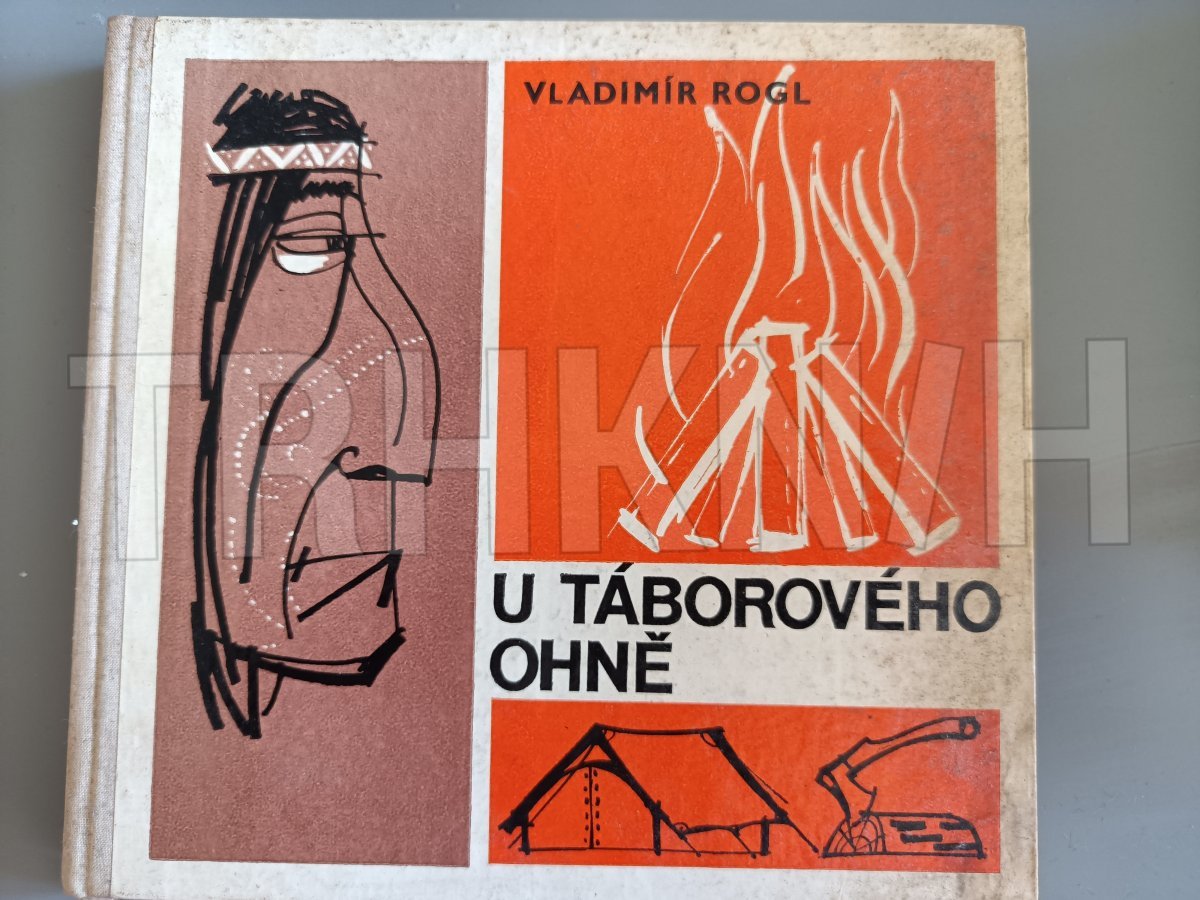 VLADIMÍR ROGL
TRHKNIH
U TÁBOROVÉHO
OHNĚ